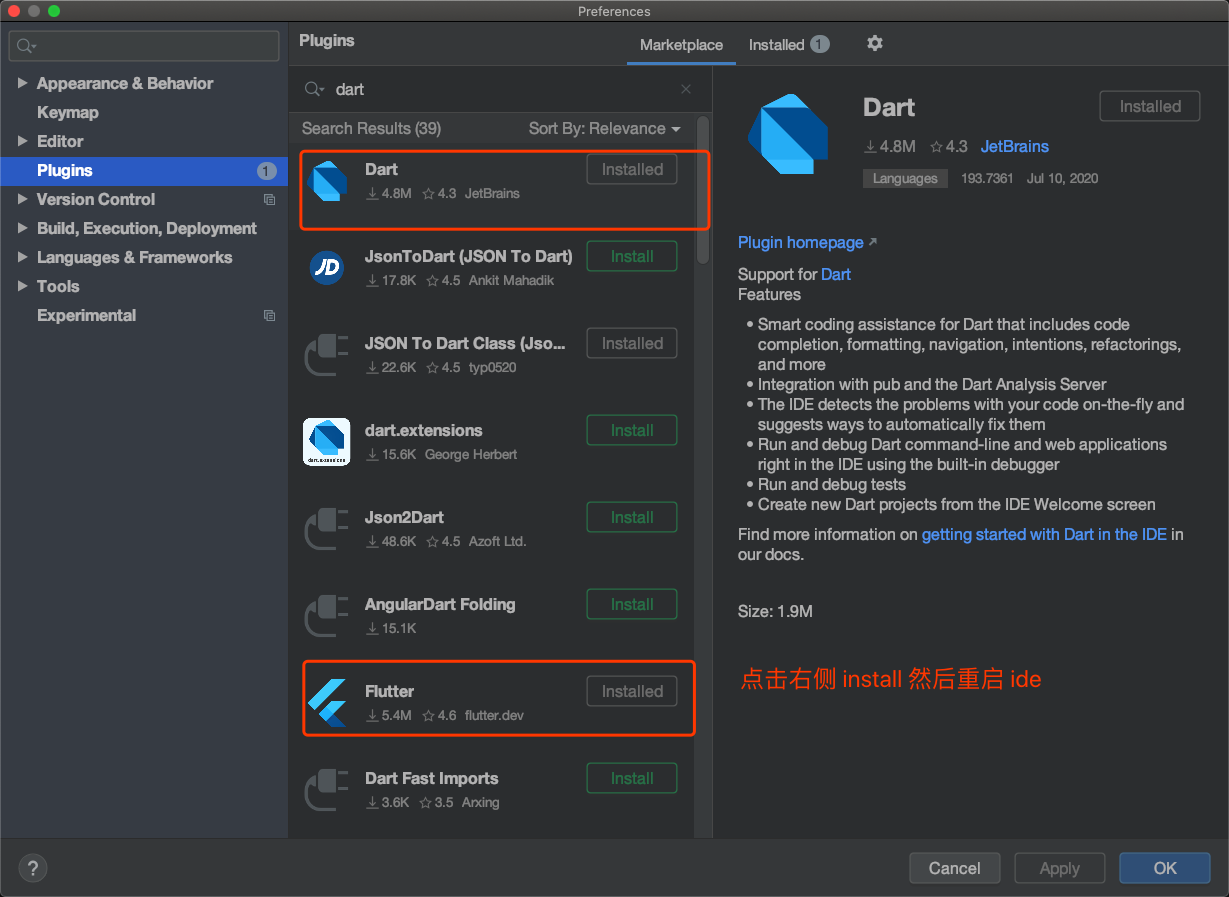 Preferences
Plugins
Marketplace
Installed 1
Appearance & Behavior
Keymap
Editor
Plugins 1
Version Control
Build, Execution, Deployment
Languages & Frameworks
Tools
Experimental
dart
Search Results (39)
Sort By: Relevance
Dart
Installed
4.8M 4.3 JetBrains
JD
JsonToDart (JSON To Dart)
Install
17.8K 4.5 Ankit Mahadik
JSON To Dart Class (Jso...
Installed
22.6K 4.5 typ0520
dart.extensions
Install
15.6K George Herbert
Json2Dart
Install
48.6K 4.5 Azoft Ltd.
AngularDart Folding
Install
15.1K
Flutter
Installed
5.4M 4.6 flutter.dev
Dart Fast Imports
Install
3.6K 3.5 Arxing
Dart
Installed
4.8M 4.3 JetBrains
Languages 193.7361 Jul 10, 2020
Plugin homepage ↗
Support for Dart
Features
• Smart coding assistance for Dart that includes code
completion, formatting, navigation, intentions, refactorings,
and more
• Integration with pub and the Dart Analysis Server
• The IDE detects the problems with your code on-the-fly and
suggests ways to automatically fix them
• Run and debug Dart command-line and web applications
right in the IDE using the built-in debugger
• Run and debug tests
• Create new Dart projects from the IDE Welcome screen
Find more information on getting started with Dart in the IDE in
our docs.
Size: 1.9M
点击右侧 install 然后重启 ide
?
Cancel
Apply
OK